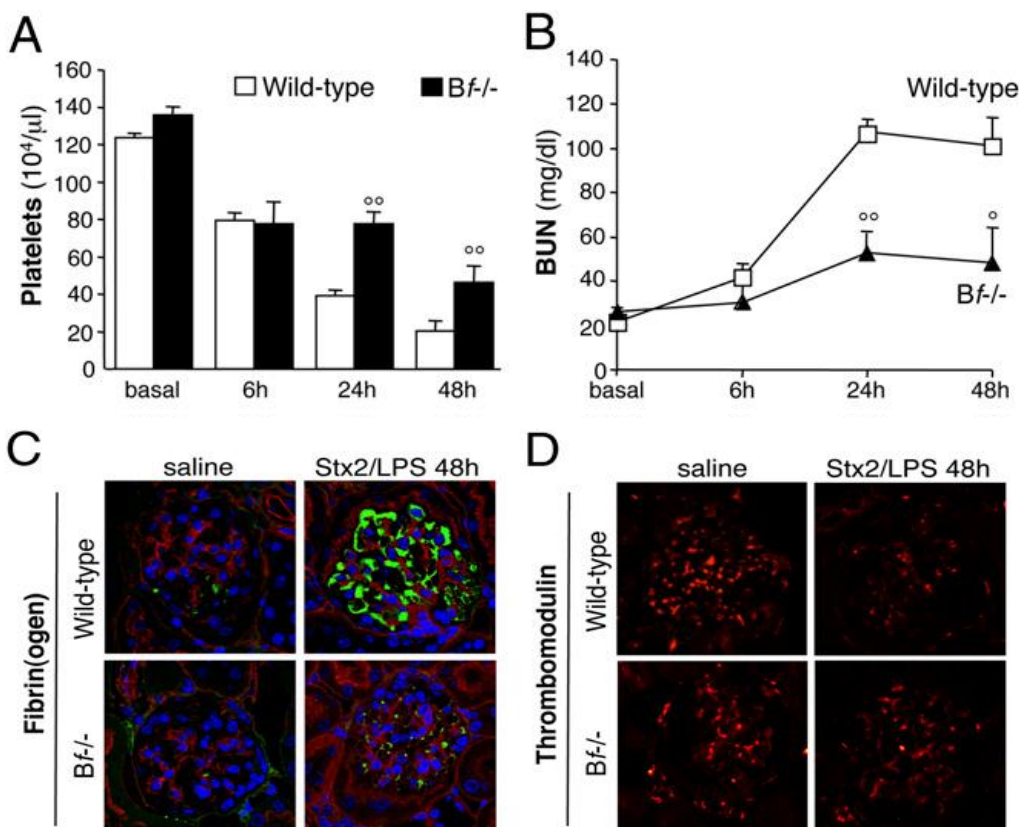 A
160
140
120
100
80
60
40
20
0
Platelets (10⁴/μl)
Wild-type
Bf-/-
°°
°°
basal
6h
24h
48h
B
140
120
100
80
60
40
20
0
BUN (mg/dl)
Wild-type
°°
°
Bf-/-
basal
6h
24h
48h
C
saline
Stx2/LPS 48h
Fibrin(ogen)
Wild-type
Bf-/-
D
saline
Stx2/LPS 48h
Thrombomodulin
Wild-type
Bf-/-